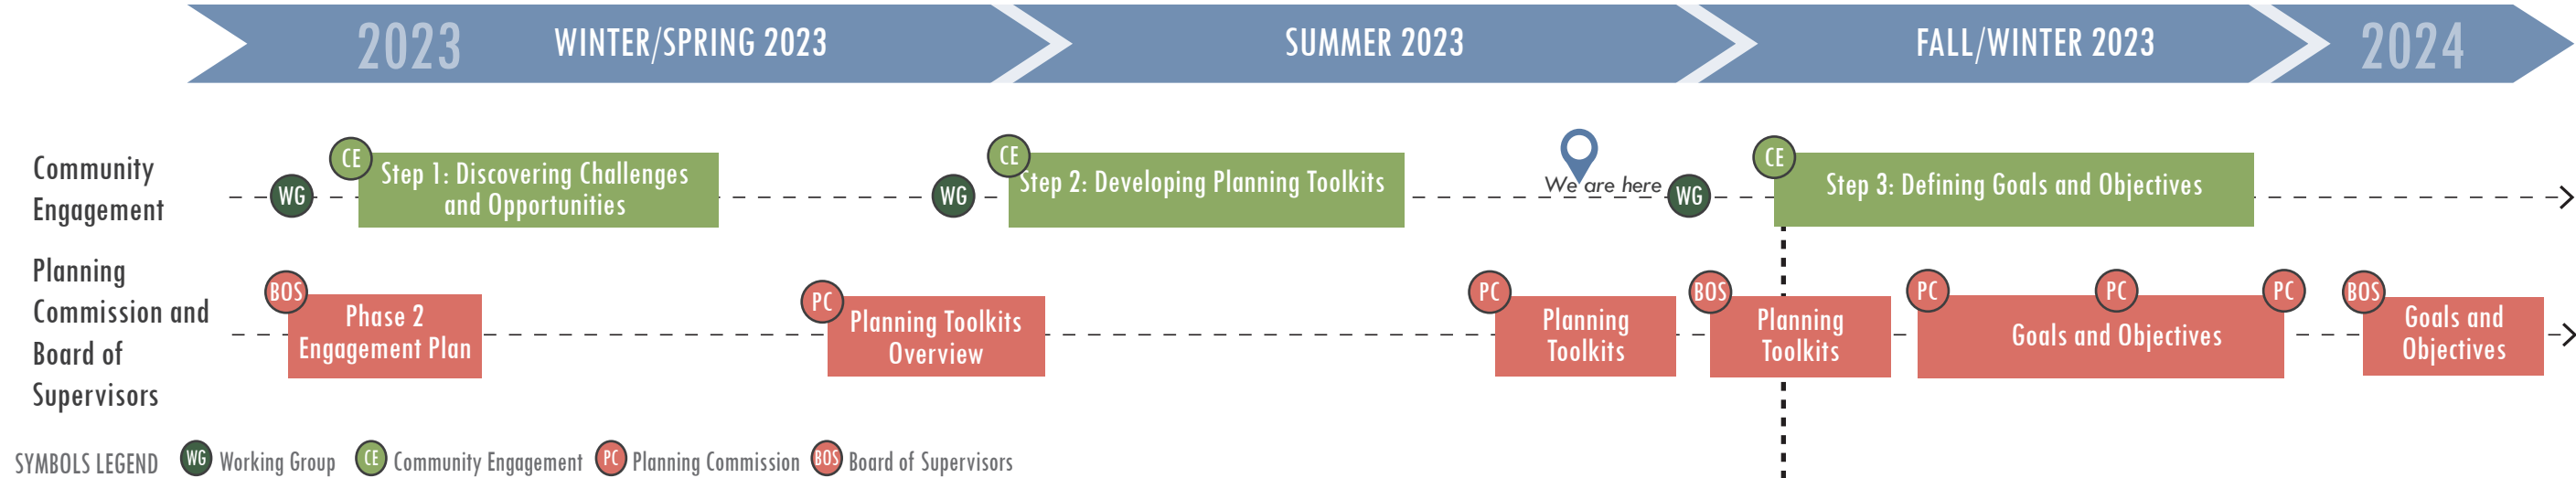 2023 WINTER/SPRING 2023 SUMMER 2023 FALL/WINTER 2023 2024
Community
Engagement
WG
CE
Step 1: Discovering Challenges
and Opportunities
WG
CE
Step 2: Developing Planning Toolkits
We are here
WG
CE
Step 3: Defining Goals and Objectives
Planning
Commission and
Board of
Supervisors
BOS
Phase 2
Engagement Plan
PC
Planning Toolkits
Overview
PC
Planning
Toolkits
BOS
Planning
Toolkits
PC
PC
PC
Goals and Objectives
BOS
Goals and
Objectives
SYMBOLS LEGEND WG Working Group CE Community Engagement PC Planning Commission BOS Board of Supervisors